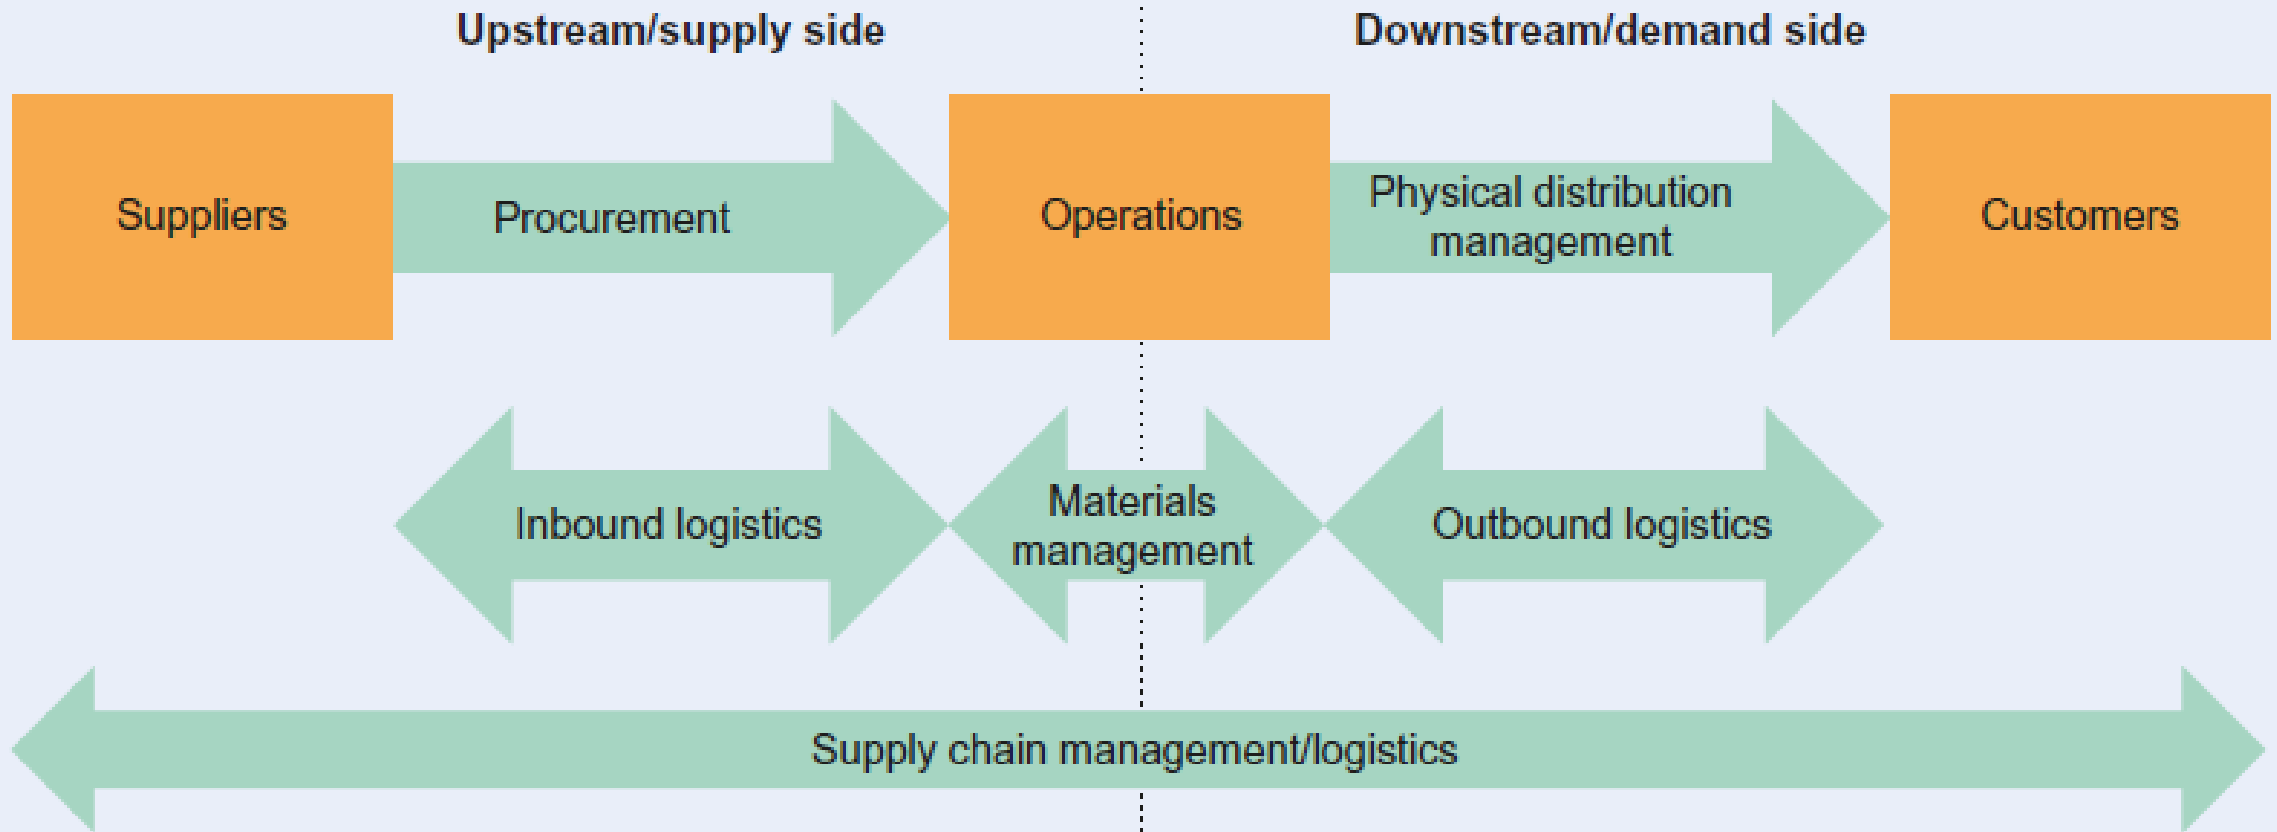 Upstream/supply side
Downstream/demand side
Suppliers
Procurement
Operations
Physical distribution
management
Customers
Inbound logistics
Materials
management
Outbound logistics
Supply chain management/logistics